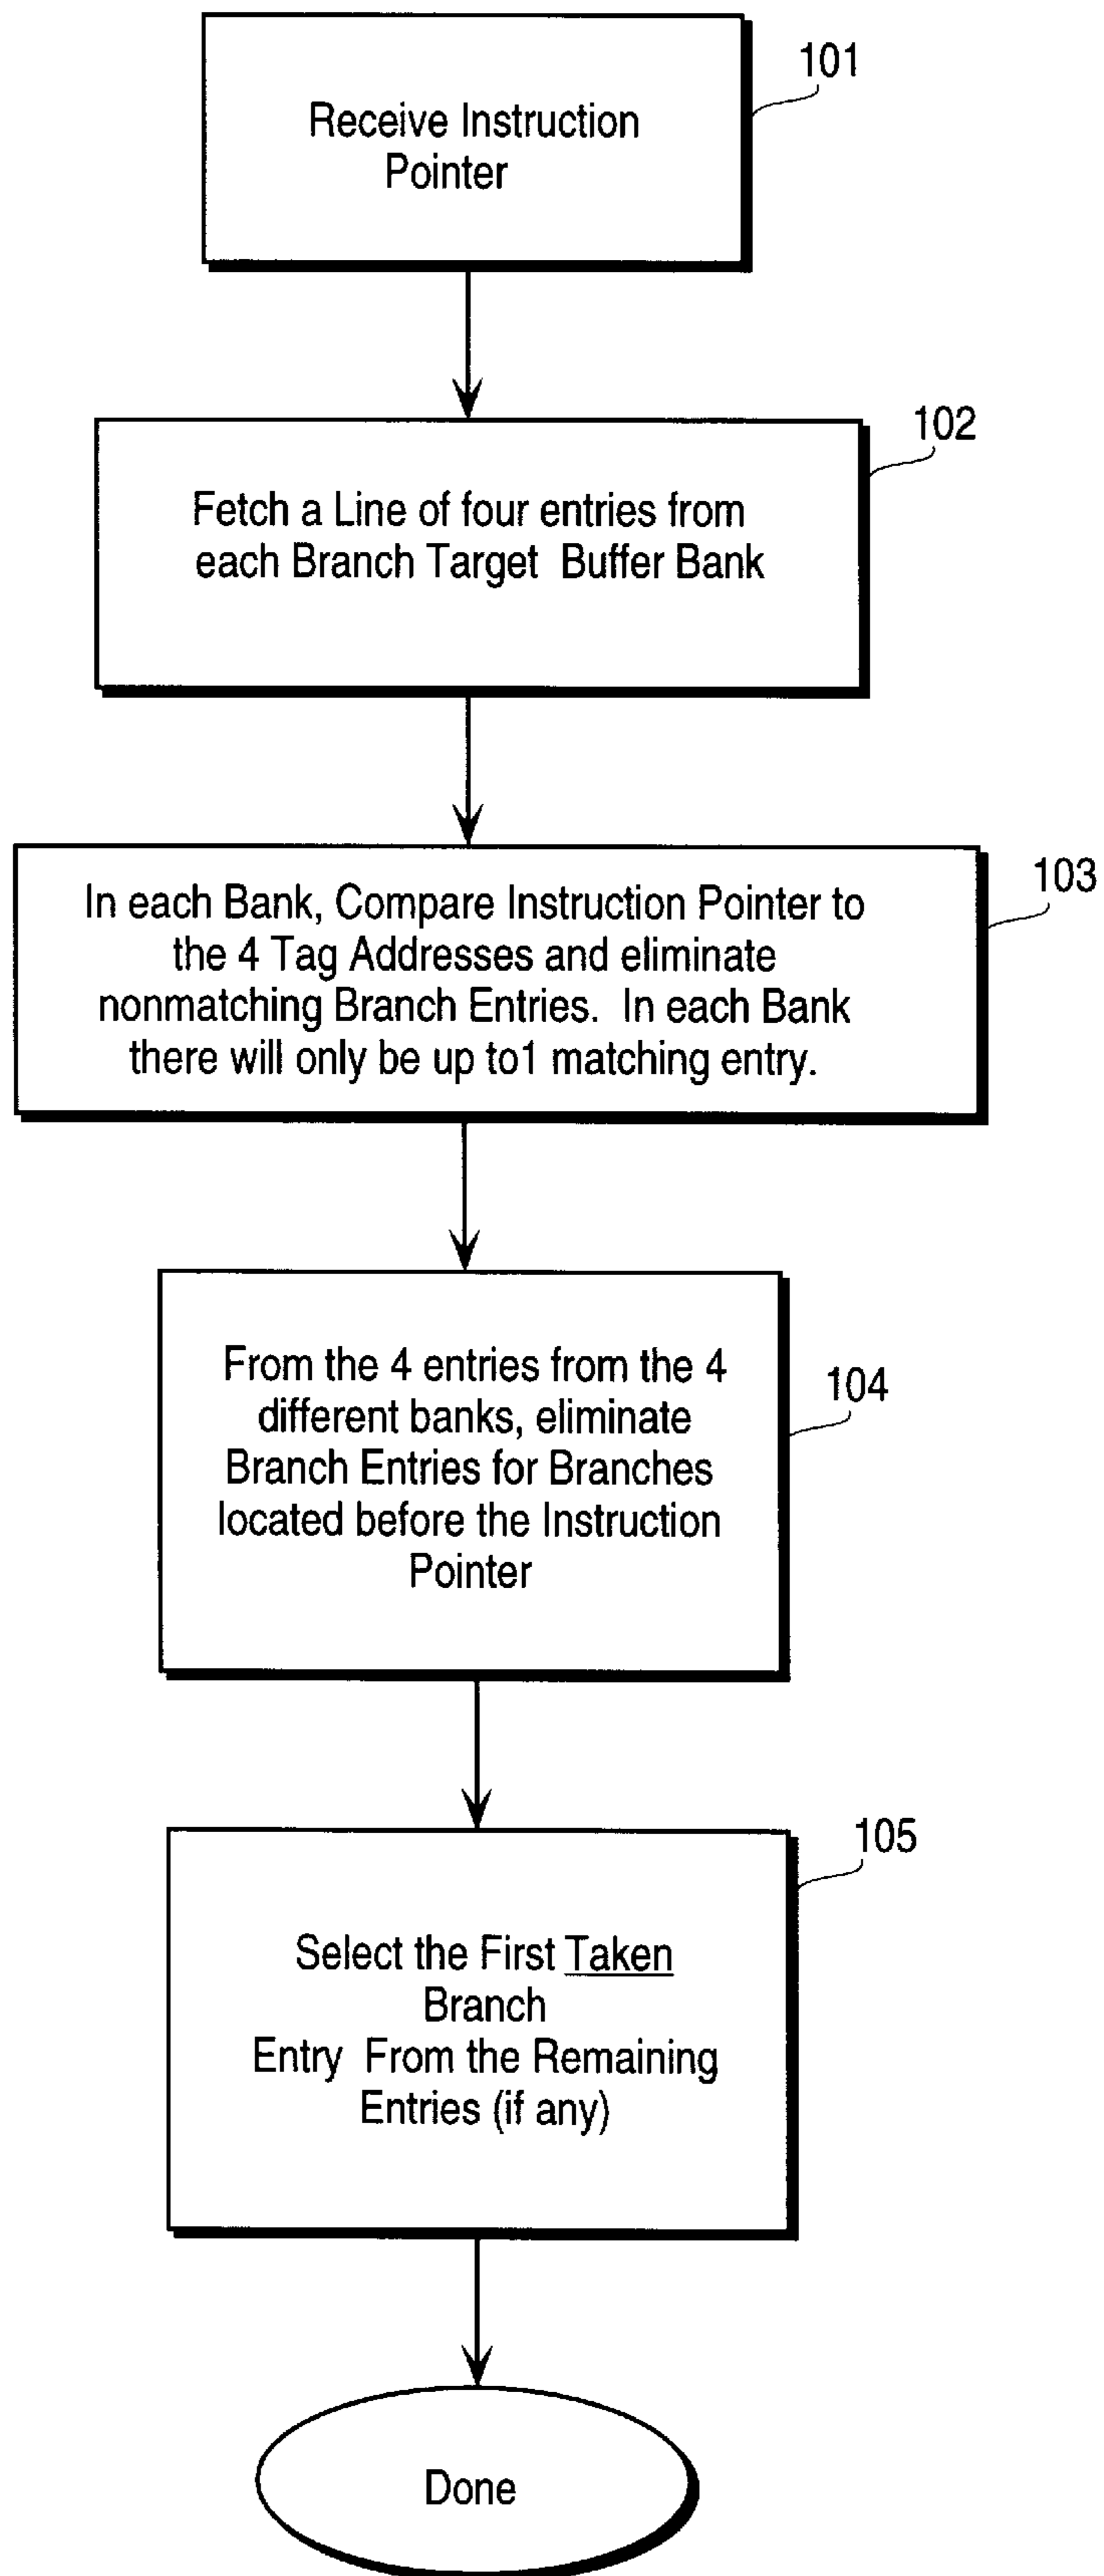 Receive Instruction
Pointer
101
Fetch a Line of four entries from
each Branch Target Buffer Bank
102
In each Bank, Compare Instruction Pointer to
the 4 Tag Addresses and eliminate
nonmatching Branch Entries. In each Bank
there will only be up to1 matching entry.
103
From the 4 entries from the 4
different banks, eliminate
Branch Entries for Branches
located before the Instruction
Pointer
104
Select the First Taken
Branch
Entry From the Remaining
Entries (if any)
105
Done